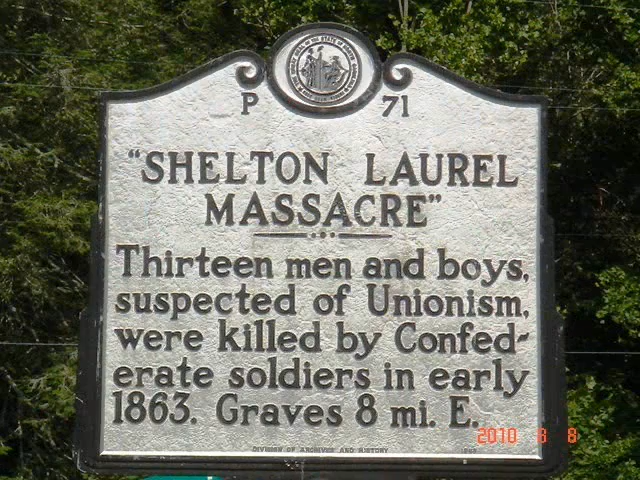 P 71
"SHELTON LAUREL
MASSACRE"
Thirteen men and boys,
suspected of Unionism,
were killed by Confed-
erate soldiers in early
1863. Graves 8 mi. E.
DIVISION OF ARCHIVES AND HISTORY
2010 8 8